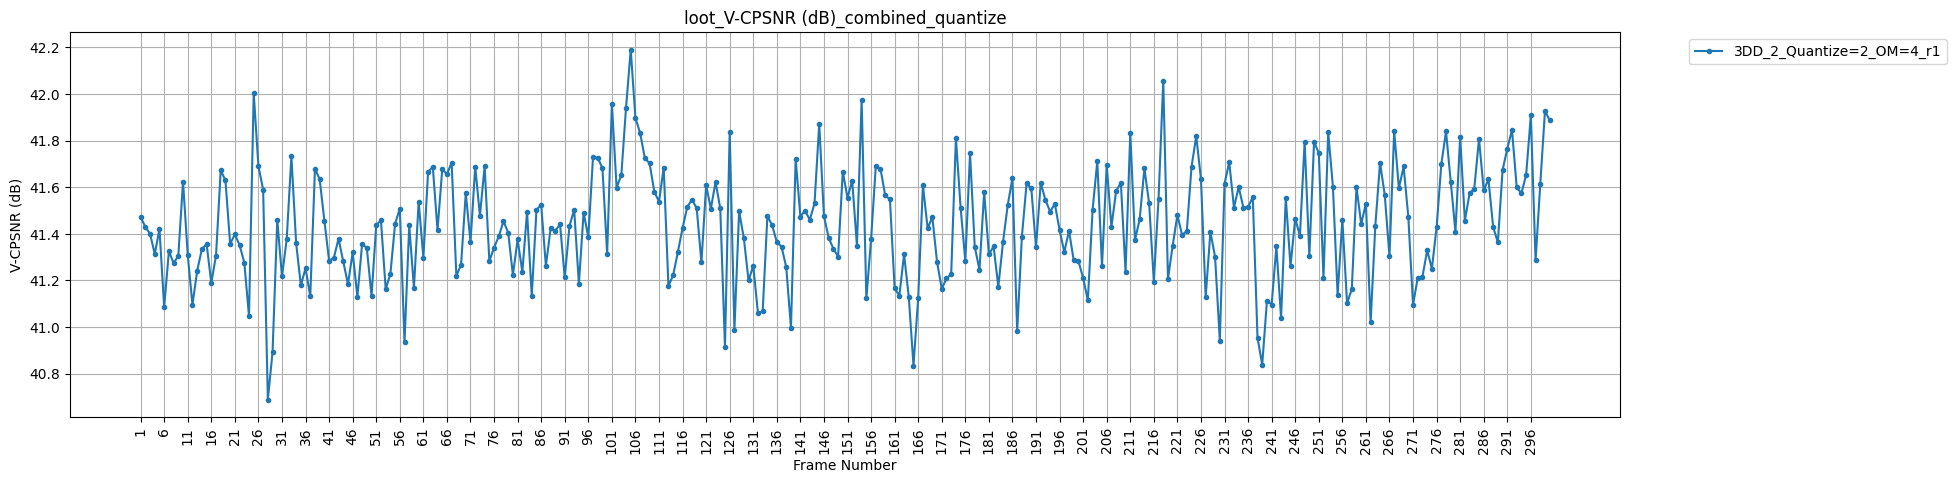 loot_V-CPSNR (dB)_combined_quantize
3DD_2_Quantize=2_OM=4_r1
V-CPSNR (dB)
42.2
42.0
41.8
41.6
41.4
41.2
41.0
40.8
1 6 11 16 21 26 31 36 41 46 51 56 61 66 71 76 81 86 91 96 101 106 111 116 121 126 131 136 141 146 151 156 161 166 171 176 181 186 191 196 201 206 211 216 221 226 231 236 241 246 251 256 261 266 271 276 281 286 291 296
Frame Number